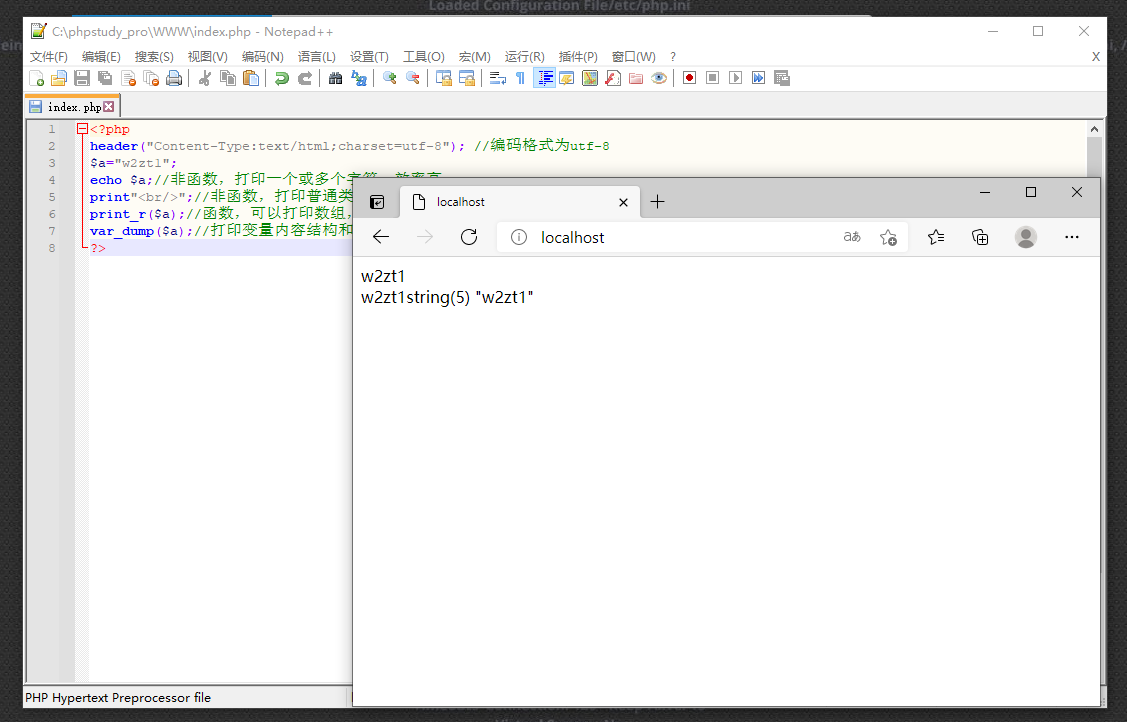 Loaded Configuration File/etc/php.ini
C:\phpstudy_pro\WWW\index.php - Notepad++
文件(F) 编辑(E) 搜索(S) 视图(V) 编码(N) 语言(L) 设置(T) 工具(O) 宏(M) 运行(R) 插件(P) 窗口(W) ? X
index.php
1 <?php
2 header("Content-Type:text/html;charset=utf-8"); //编码格式为utf-8
3 $a="w2zt1";
4 echo $a;//非函数，打印一个或多个字符，效率高
5 print"<br/>";//非函数，打印普通类
6 print_r($a);//函数，可以打印数组，
7 var_dump($a);//打印变量内容结构和
8 ?>
localhost
localhost
aあ
w2zt1
w2zt1string(5) "w2zt1"
PHP Hypertext Preprocessor file